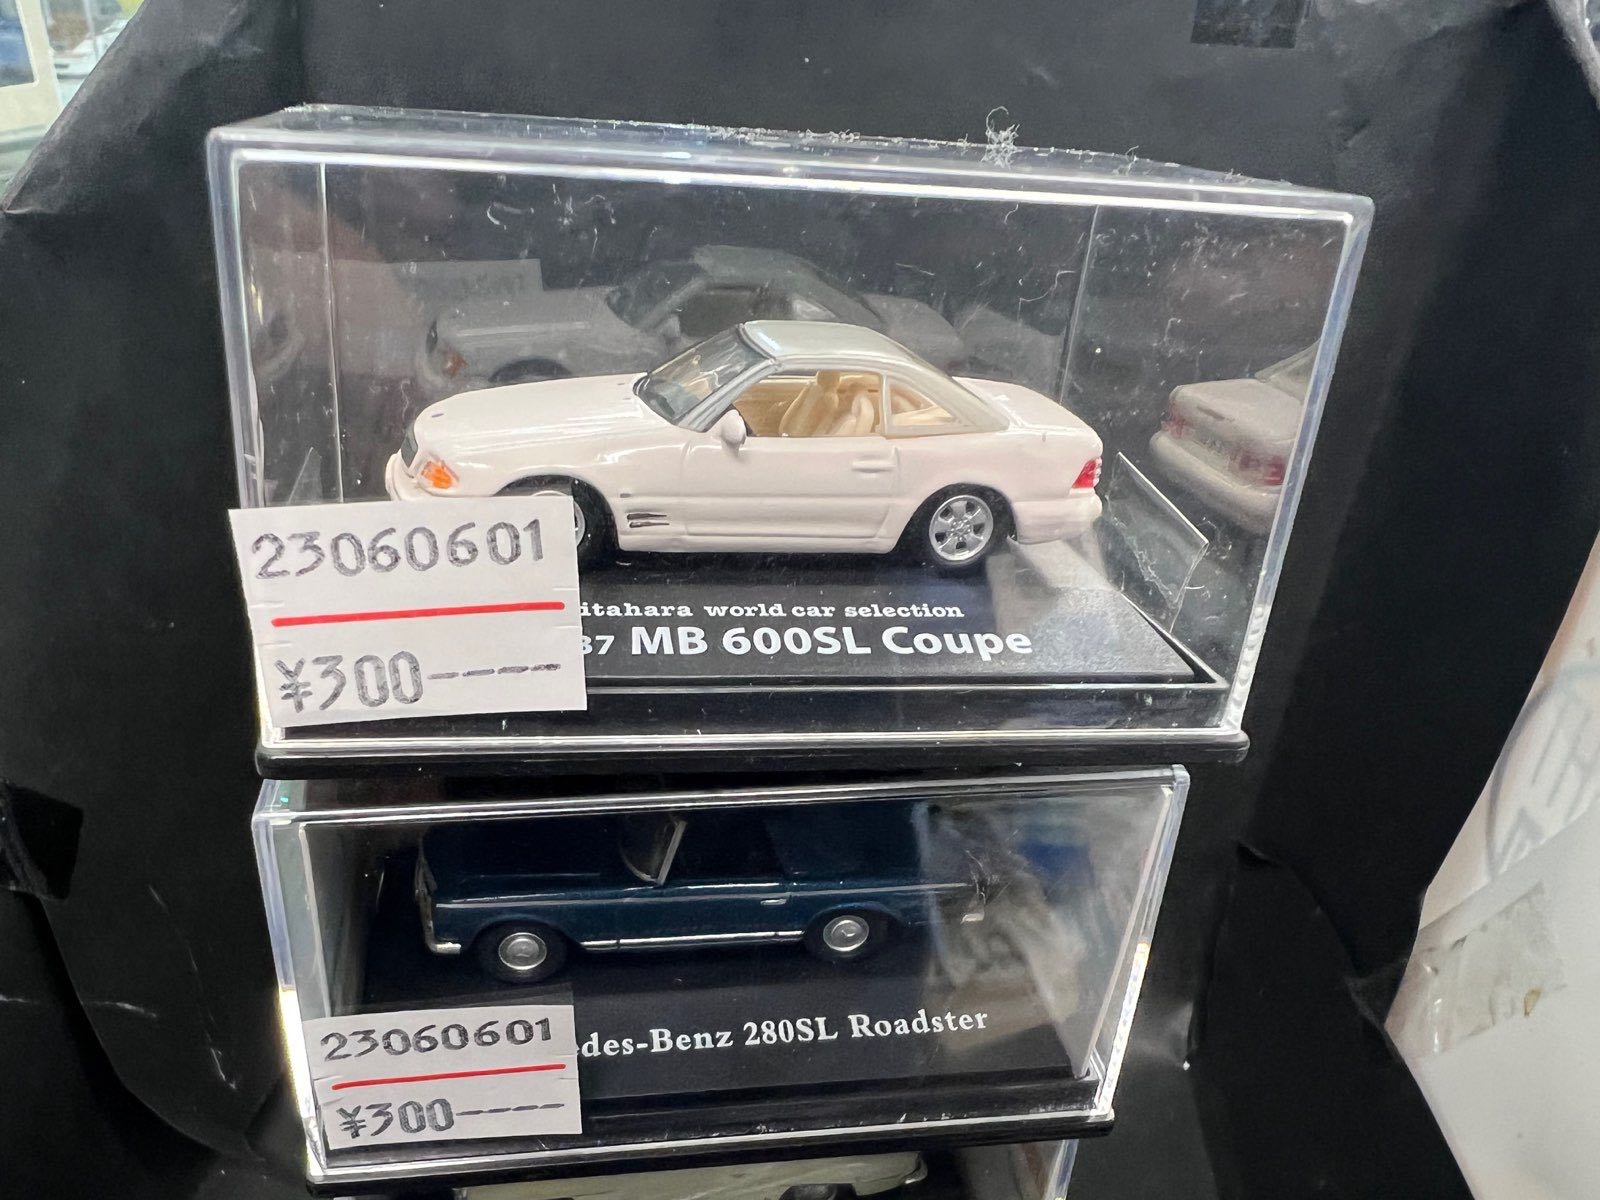 23060601
¥300----
itahara world car selection
87 MB 600SL Coupe
23060601
¥300----
edes-Benz 280SL Roadster